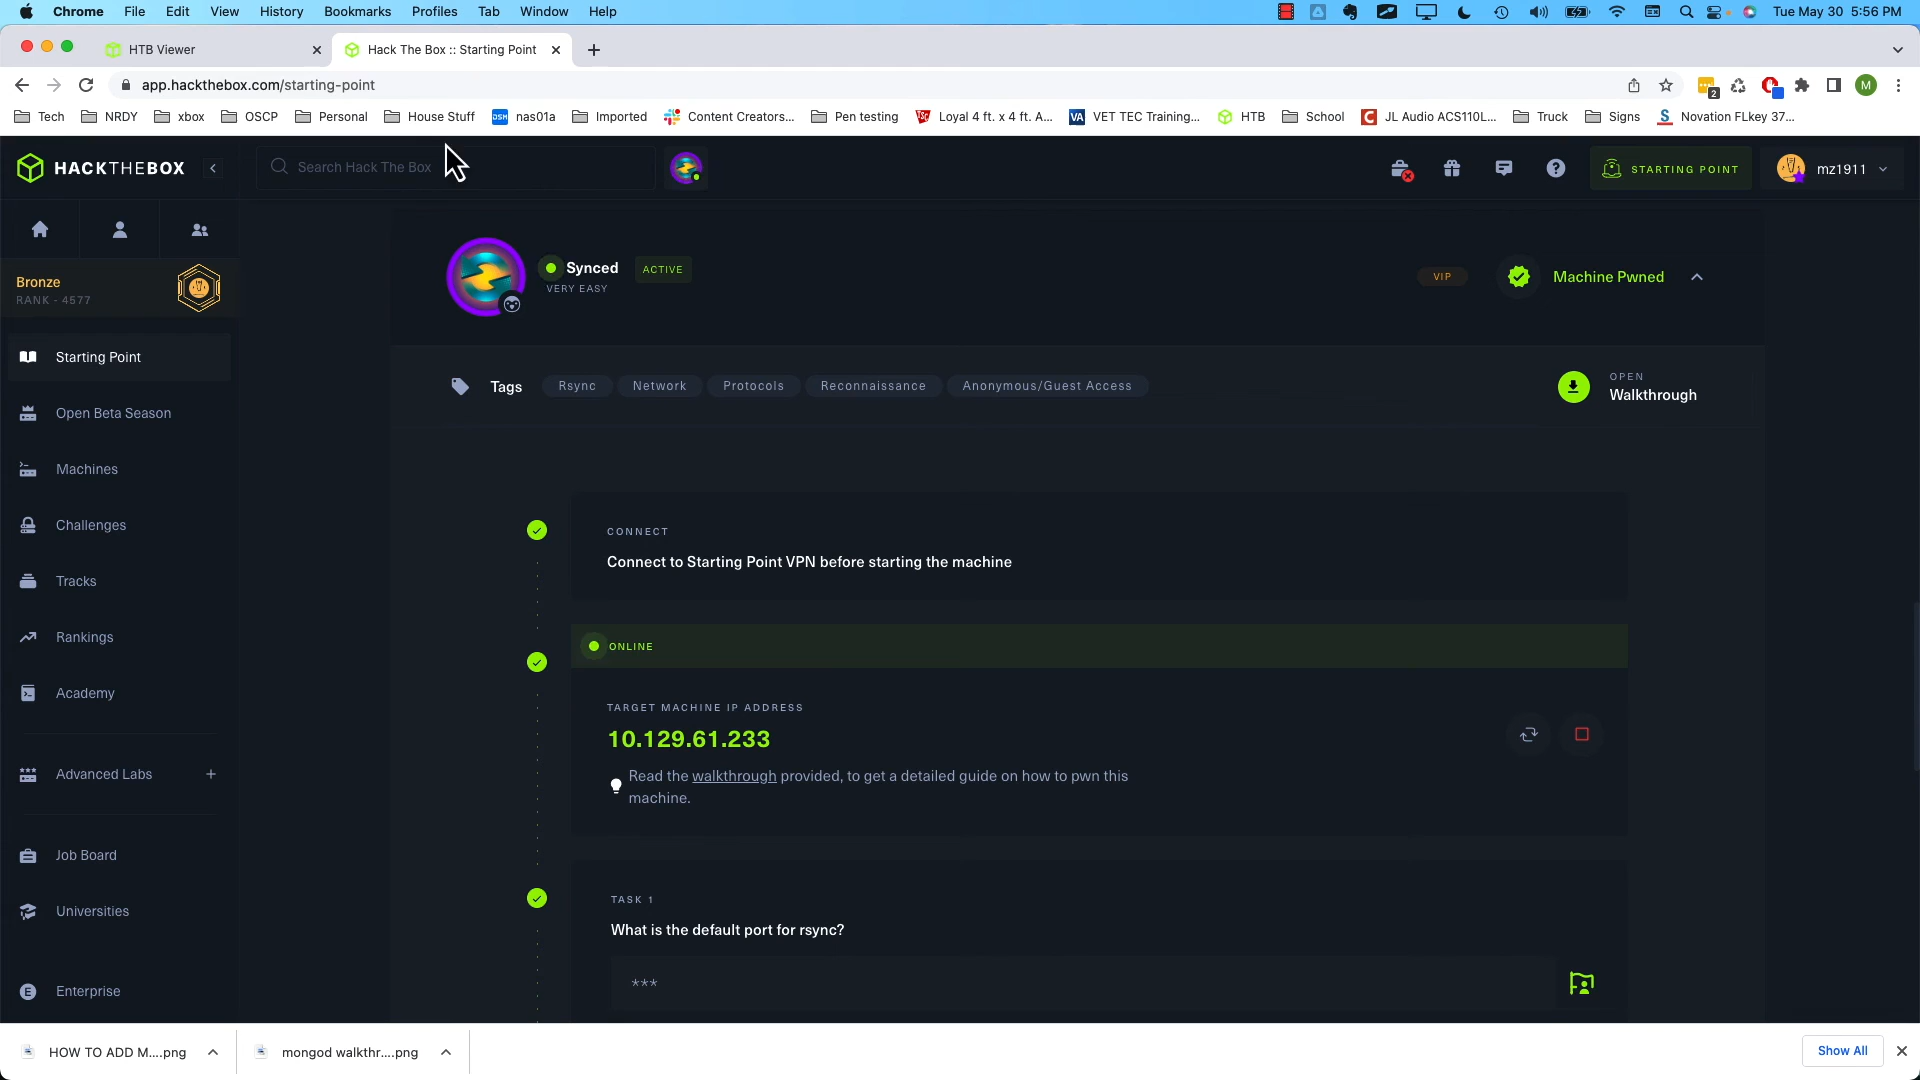 Chrome File Edit View History Bookmarks Profiles Tab Window Help Tue May 30 5:56 PM
HTB Viewer Hack The Box :: Starting Point
app.hackthebox.com/starting-point 2 M
Tech NRDY xbox OSCP Personal House Stuff DSM nas01a Imported Content Creators... Pen testing Loyal 4 ft. x 4 ft. A... VA VET TEC Training... HTB School JL Audio ACS110L... Truck Signs S Novation FLkey 37...
HACKTHEBOX Search Hack The Box STARTING POINT mz1911
Synced ACTIVE
VERY EASY
VIP Machine Pwned
Bronze
RANK - 4577
Starting Point
Open Beta Season
Machines
Challenges
Tracks
Rankings
Academy
Advanced Labs +
Job Board
Universities
E Enterprise
Tags Rsync Network Protocols Reconnaissance Anonymous/Guest Access
OPEN
Walkthrough
CONNECT
Connect to Starting Point VPN before starting the machine
ONLINE
TARGET MACHINE IP ADDRESS
10.129.61.233
Read the walkthrough provided, to get a detailed guide on how to pwn this
machine.
TASK 1
What is the default port for rsync?
***
HOW TO ADD M....png mongod walkthr....png Show All